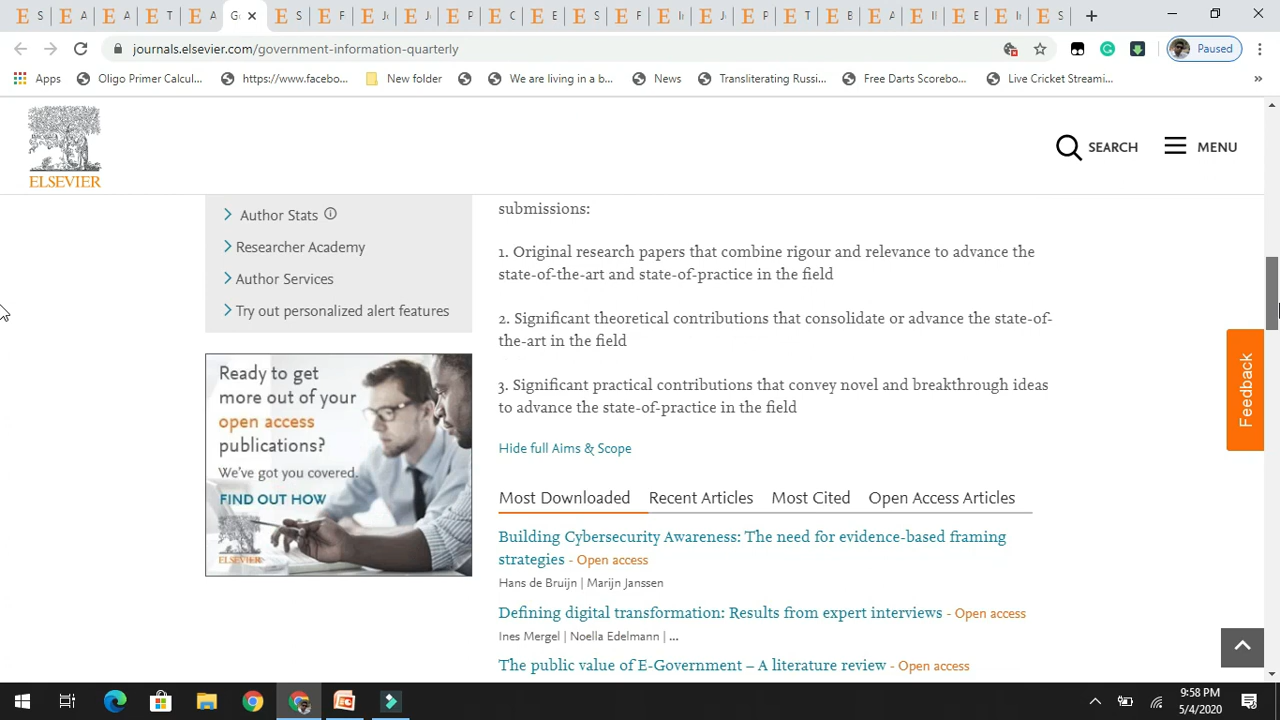 S
A
A
T
A
G
S
F
J
J
P
C
E
S
F
I
J
P
T
B
A
E
S
journals.elsevier.com/government-information-quarterly
Paused
Apps
Oligo Primer Calcul...
https://www.facebo...
New folder
We are living in a b...
News
Transliterating Russi...
Free Darts Scorebo...
Live Cricket Streami...
ELSEVIER
SEARCH
MENU
Author Stats
Researcher Academy
Author Services
Try out personalized alert features
Ready to get
more out of your
open access
publications?
We've got you covered.
FIND OUT HOW
ELSEVIER
submissions:
1. Original research papers that combine rigour and relevance to advance the
state-of-the-art and state-of-practice in the field
2. Significant theoretical contributions that consolidate or advance the state-of-
the-art in the field
3. Significant practical contributions that convey novel and breakthrough ideas
to advance the state-of-practice in the field
Hide full Aims & Scope
Most Downloaded Recent Articles Most Cited Open Access Articles
Building Cybersecurity Awareness: The need for evidence-based framing
strategies - Open access
Hans de Bruijn | Marijn Janssen
Defining digital transformation: Results from expert interviews - Open access
Ines Mergel | Noella Edelmann | ...
The public value of E-Government – A literature review - Open access
Feedback
9:58 PM
5/4/2020